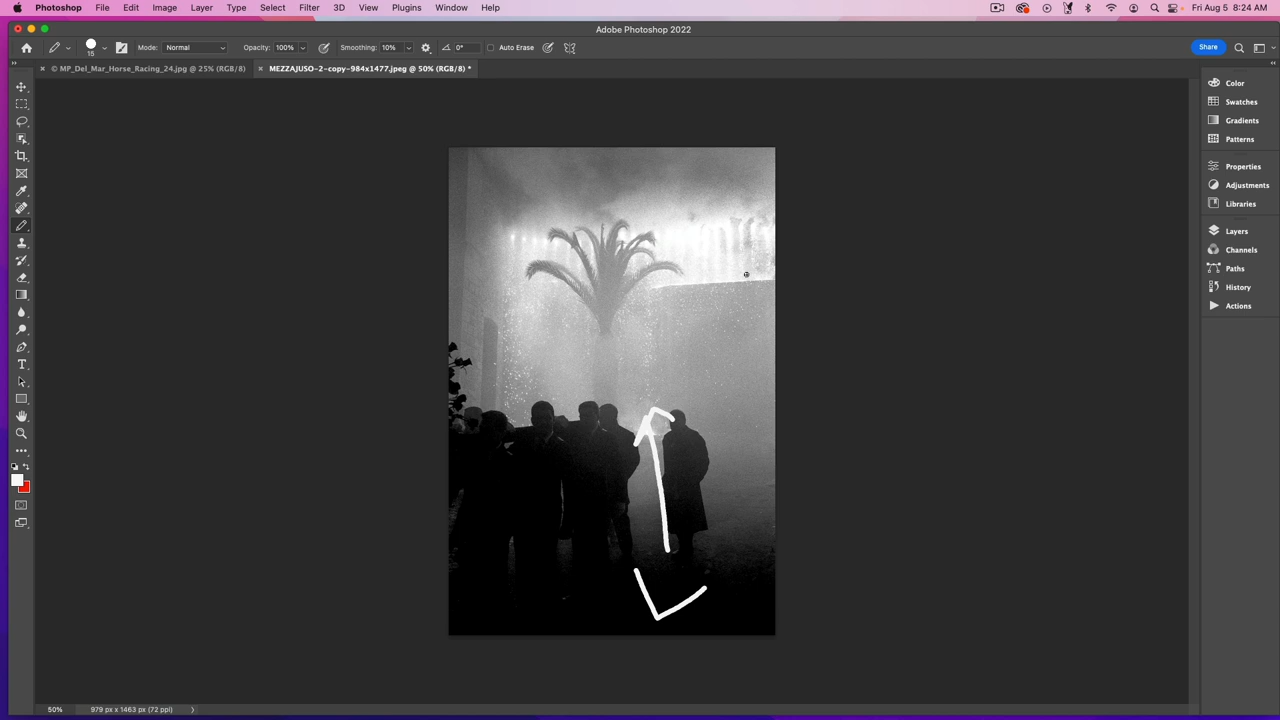 Photoshop File Edit Image Layer Type Select Filter 3D View Plugins Window Help Fri Aug 5 8:24 AM
Adobe Photoshop 2022
15 Mode: Normal Opacity: 100% Smoothing: 10% 0° Auto Erase Share
© MP_Del_Mar_Horse_Racing_24.jpg @ 25% (RGB/8) MEZZAJUSO-2-copy-984x1477.jpeg @ 50% (RGB/8) *
Color
Swatches
Gradients
Patterns
Properties
Adjustments
Libraries
Layers
Channels
Paths
History
Actions
50% 979 px x 1463 px (72 ppi)